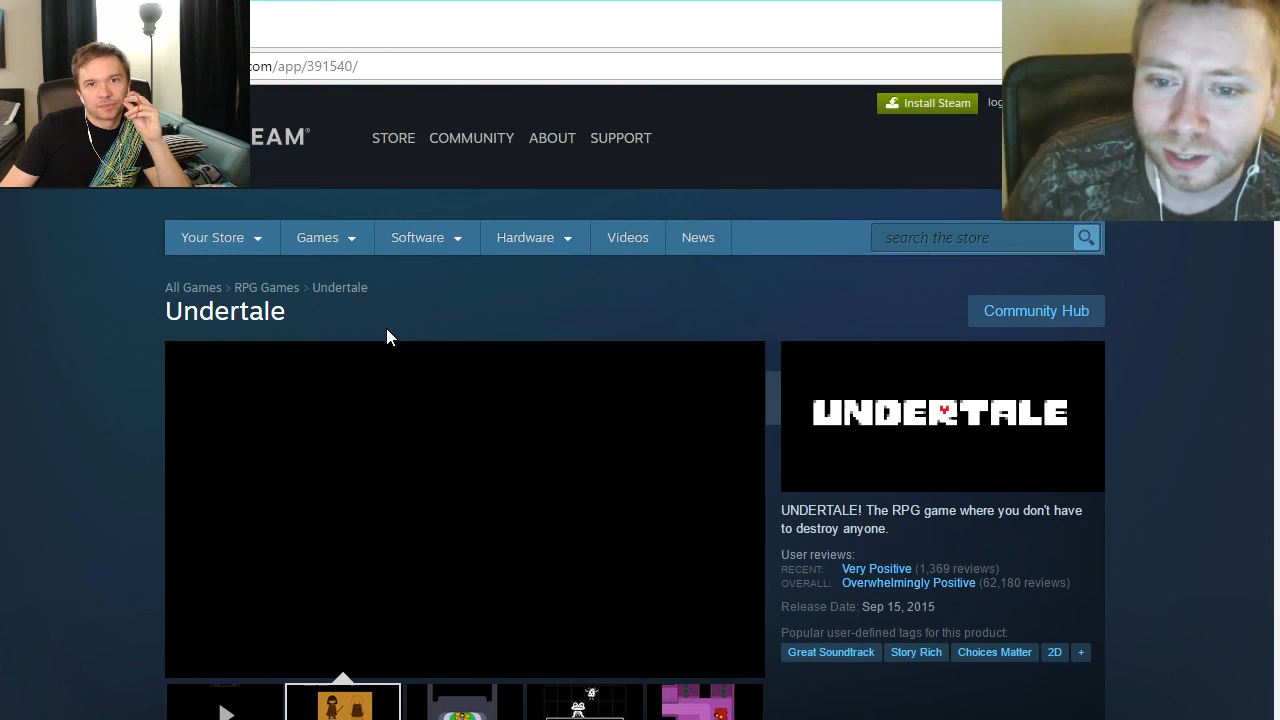 com/app/391540/
Install Steam
log
EAM®
STORE COMMUNITY ABOUT SUPPORT
Your Store Games Software Hardware Videos News
search the store
All Games > RPG Games > Undertale
Undertale
Community Hub
UNDERTALE
UNDERTALE! The RPG game where you don't have
to destroy anyone.
User reviews:
RECENT: Very Positive (1,369 reviews)
OVERALL: Overwhelmingly Positive (62,180 reviews)
Release Date: Sep 15, 2015
Popular user-defined tags for this product:
Great Soundtrack Story Rich Choices Matter 2D +